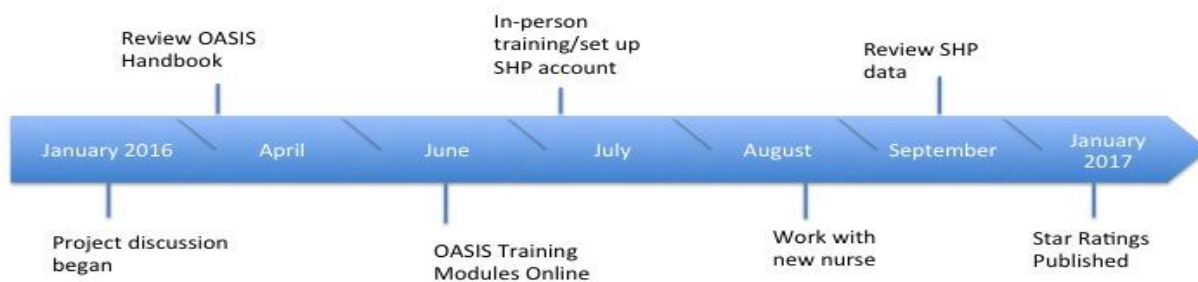 Review OASIS
Handbook
In-person
training/set up
SHP account
Review SHP
data
January 2016
April
June
July
August
September
January
2017
Project discussion
began
OASIS Training
Modules Online
Work with
new nurse
Star Ratings
Published